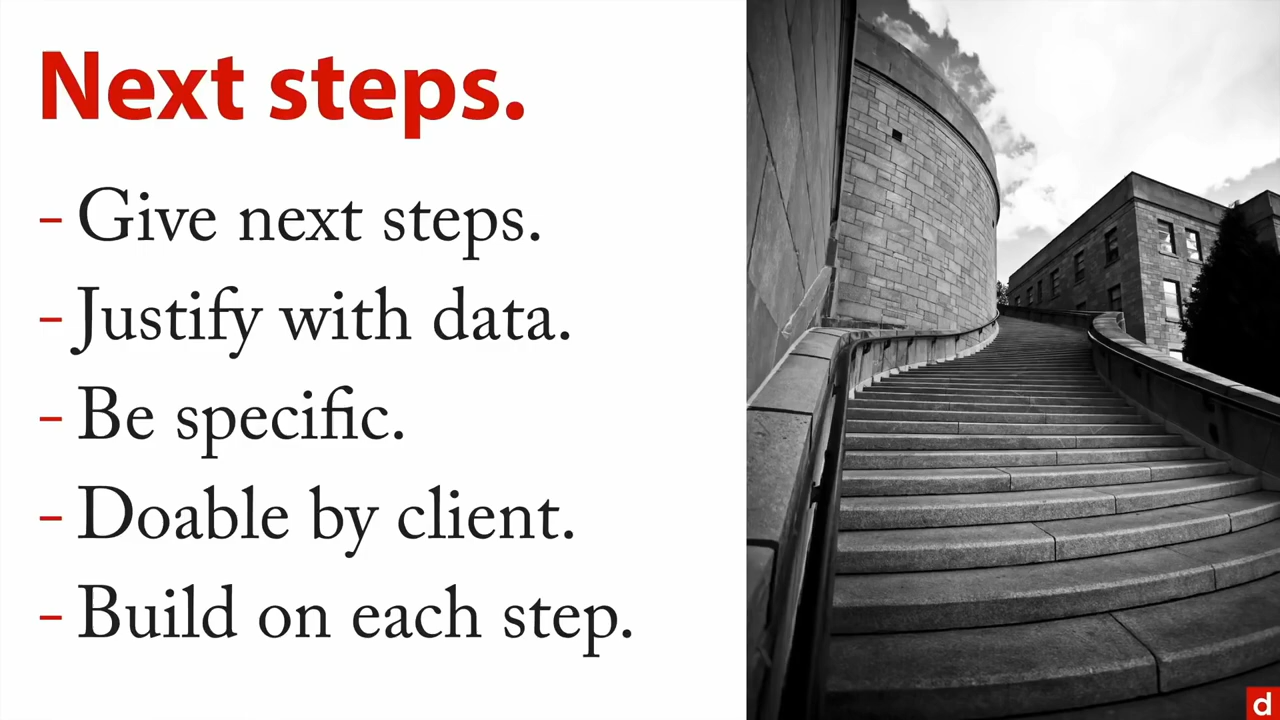 Next steps.
- Give next steps.
- Justify with data.
- Be specific.
- Doable by client.
- Build on each step.
d